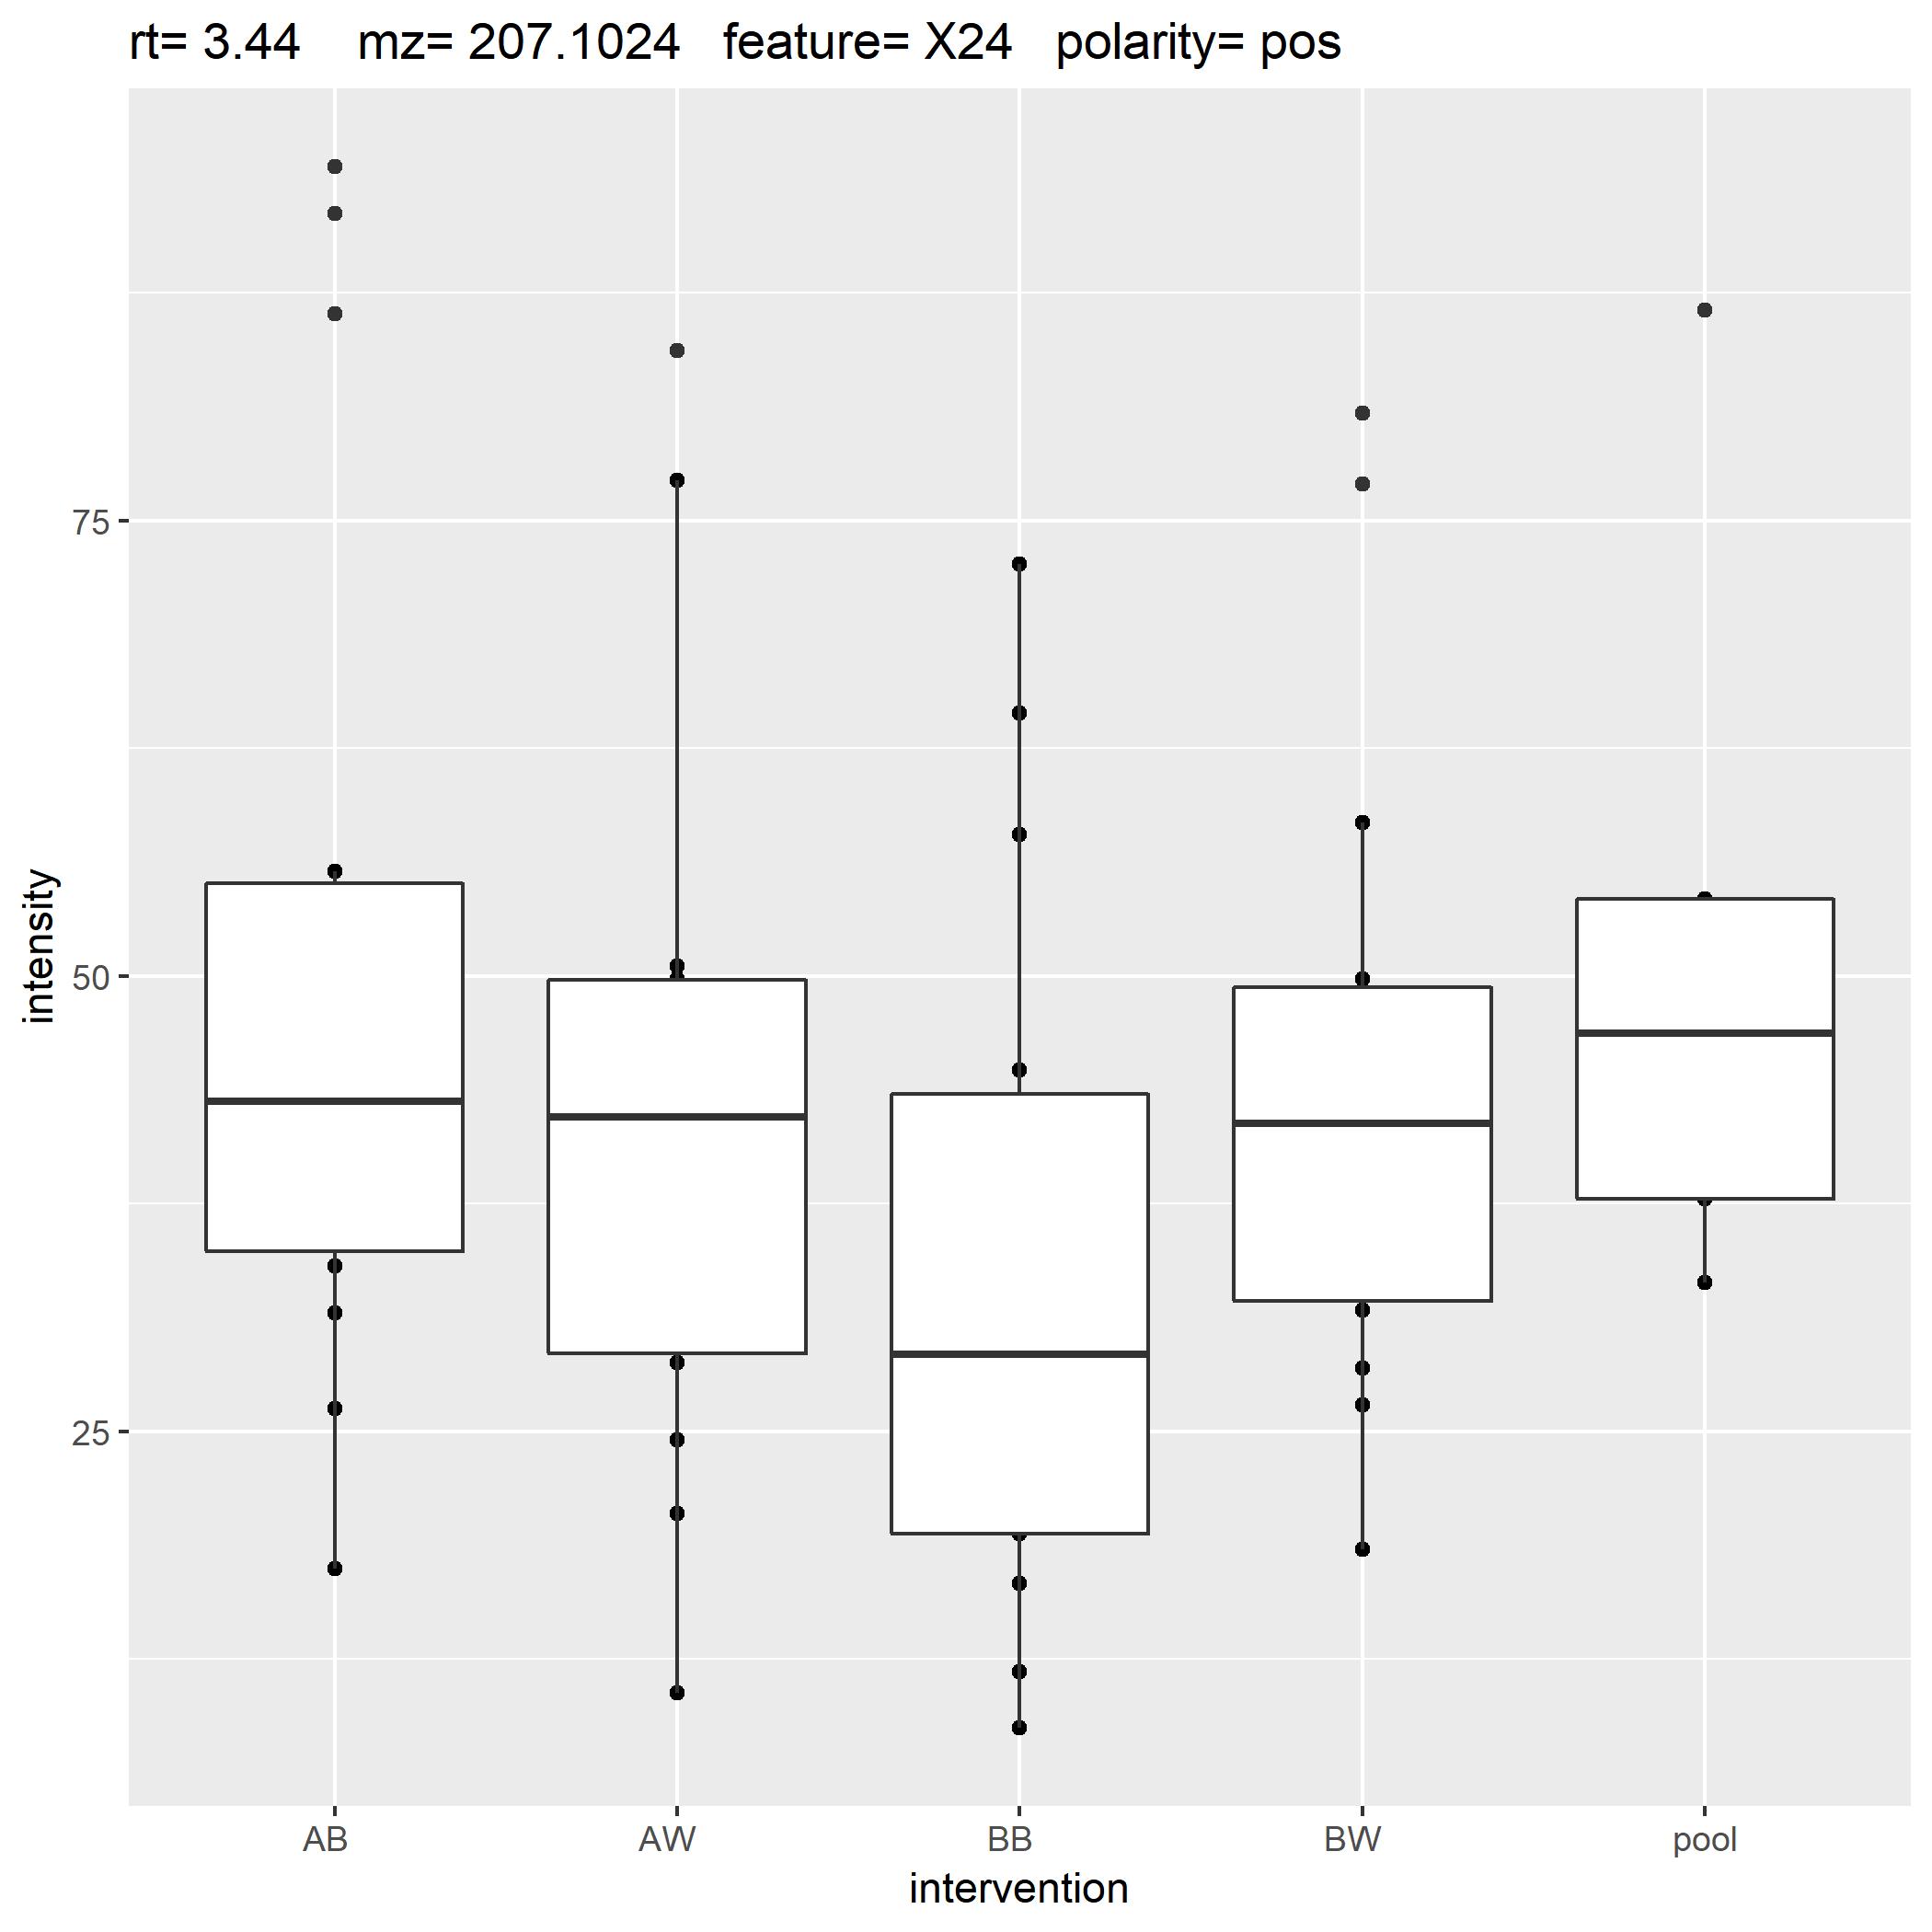 rt= 3.44    mz= 207.1024   feature= X24   polarity= pos
75
50
25
intensity
AB AW BB BW pool
intervention